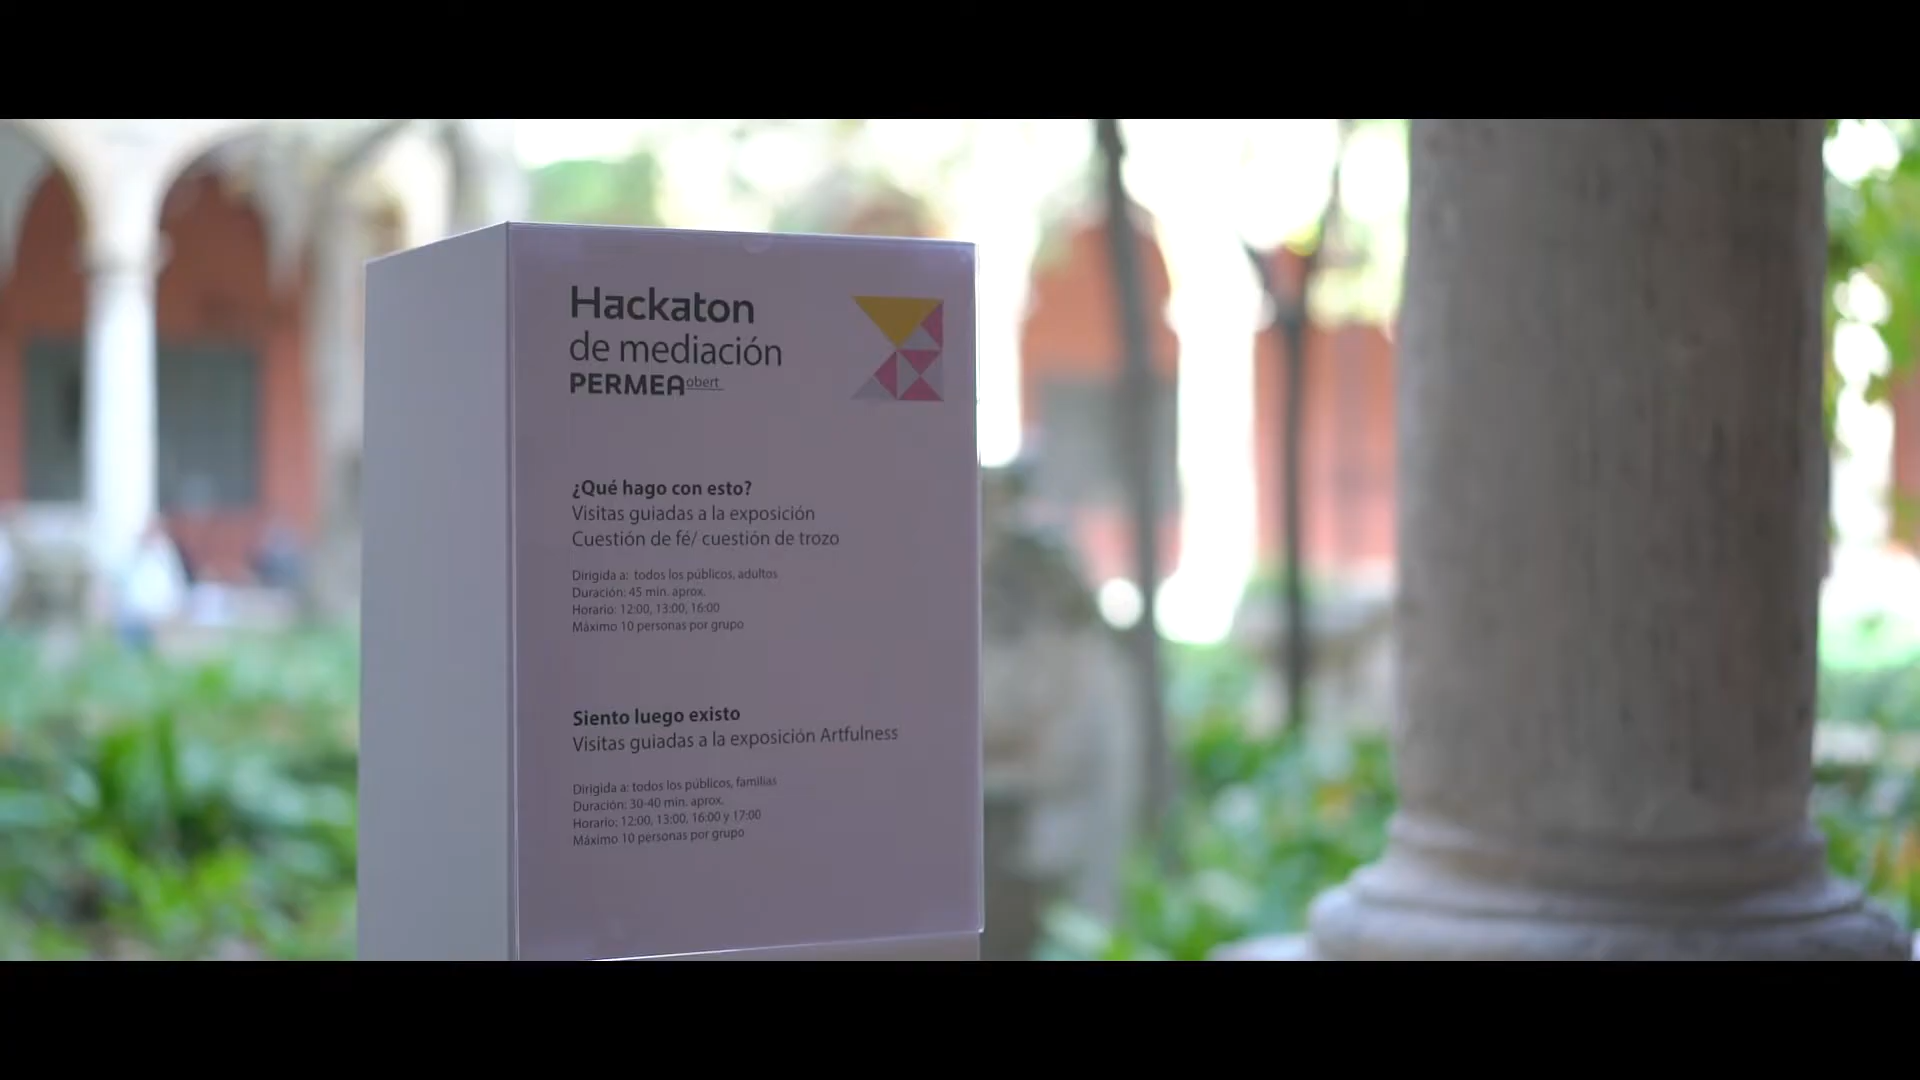 Hackaton
de mediación
PERMEA obert
¿Qué hago con esto?
Visitas guiadas a la exposición
Cuestión de fé/ cuestión de trozo
Dirigida a: todos los públicos, adultos
Duración: 45 min. aprox.
Horario: 12:00, 13:00, 16:00
Máximo 10 personas por grupo
Siento luego existo
Visitas guiadas a la exposición Artfulness
Dirigida a: todos los públicos, familias
Duración: 30-40 min. aprox.
Horario: 12:00, 13:00, 16:00 y 17:00
Máximo 10 personas por grupo